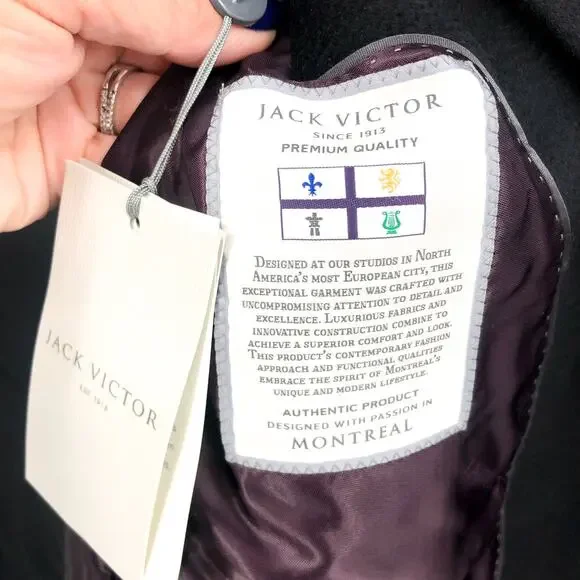 JACK VICTOR
SINCE 1913
PREMIUM QUALITY
DESIGNED AT OUR STUDIOS IN NORTH
AMERICA'S MOST EUROPEAN CITY, THIS
EXCEPTIONAL GARMENT WAS CRAFTED WITH
UNCOMPROMISING ATTENTION TO DETAIL AND
EXCELLENCE. LUXURIOUS FABRICS AND
INNOVATIVE CONSTRUCTION COMBINE TO
ACHIEVE A SUPERIOR COMFORT AND LOOK.
THIS PRODUCT'S CONTEMPORARY FASHION
APPROACH AND FUNCTIONAL QUALITIES
EMBRACE THE SPIRIT OF MONTREAL'S
UNIQUE AND MODERN LIFESTYLE.
AUTHENTIC PRODUCT
DESIGNED WITH PASSION IN
MONTREAL
JACK VICTOR
EST. 1913